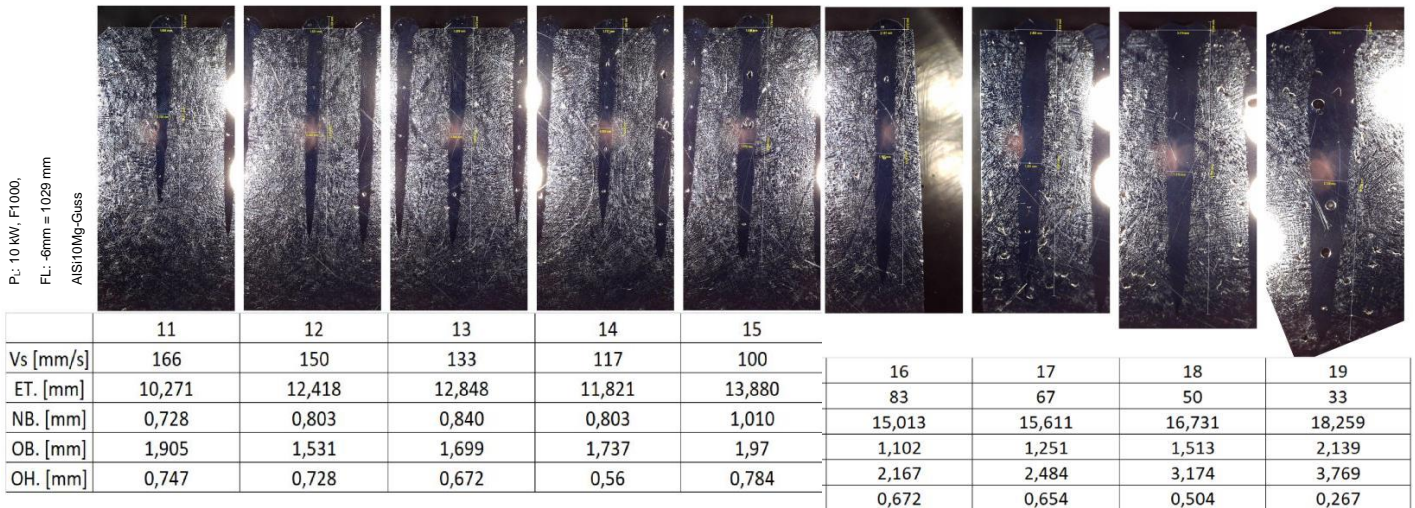 P_L: 10 kW, F1000,
FL: -6mm = 1029 mm
AlSi10Mg-Guss
11 12 13 14 15
Vs [mm/s] 166 150 133 117 100
ET. [mm] 10,271 12,418 12,848 11,821 13,880
NB. [mm] 0,728 0,803 0,840 0,803 1,010
OB. [mm] 1,905 1,531 1,699 1,737 1,97
OH. [mm] 0,747 0,728 0,672 0,56 0,784
16 17 18 19
83 67 50 33
15,013 15,611 16,731 18,259
1,102 1,251 1,513 2,139
2,167 2,484 3,174 3,769
0,672 0,654 0,504 0,267